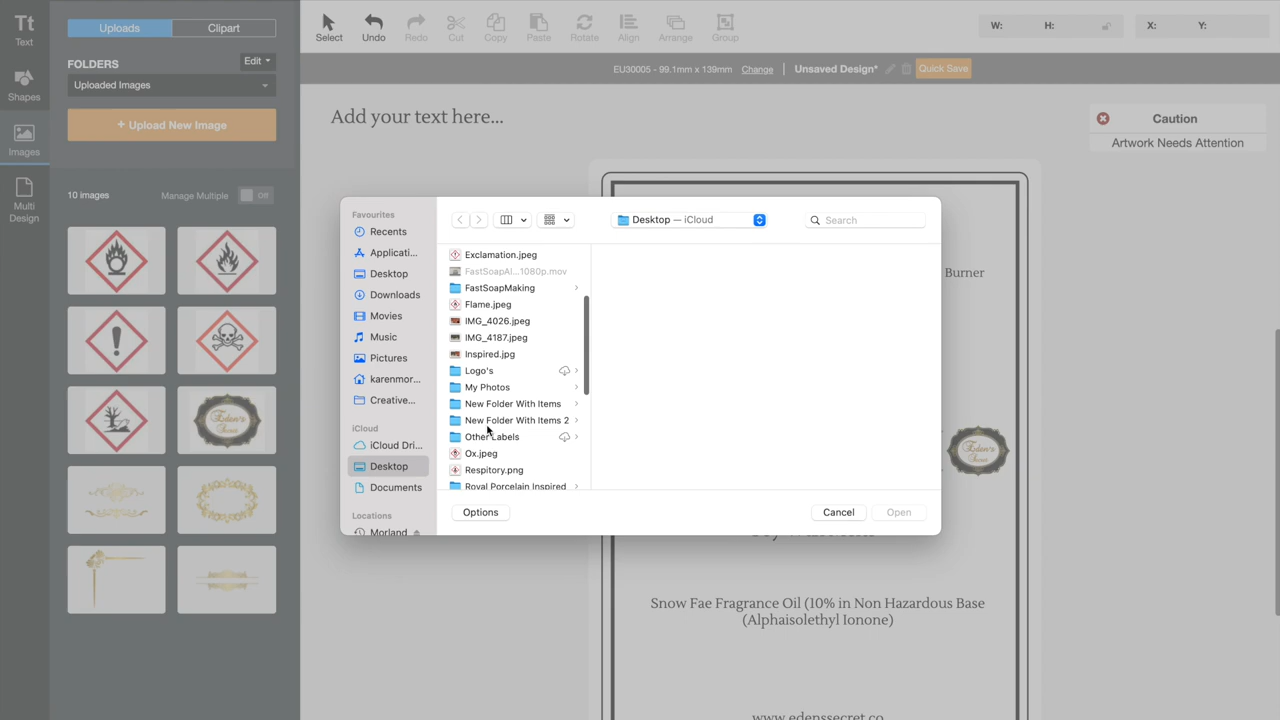 Tt
Text
Shapes
Images
Multi
Design
Uploads
Clipart
FOLDERS
Edit
Uploaded Images
+ Upload New Image
10 images
Manage Multiple
Off
Select
Undo
Redo
Cut
Copy
Paste
Rotate
Align
Arrange
Group
W:
H:
X:
Y:
EU30005 - 99.1mm x 139mm
Change
Unsaved Design*
Quick Save
Add your text here...
Caution
Artwork Needs Attention
Favourites
Recents
Applicati...
Desktop
Downloads
Movies
Music
Pictures
karenmor...
Creative...
iCloud
iCloud Dri...
Desktop
Documents
Locations
Morland
Desktop — iCloud
Search
Exclamation.jpeg
FastSoapAl...1080p.mov
FastSoapMaking
Flame.jpeg
IMG_4026.jpeg
IMG_4187.jpeg
Inspired.jpg
Logo's
My Photos
New Folder With Items
New Folder With Items 2
Other Labels
Ox.jpeg
Respitory.png
Royal Porcelain Inspired
Options
Cancel
Open
Burner
Eden's
Secret
Snow Fae Fragrance Oil (10% in Non Hazardous Base
(Alphaisolethyl Ionone)
www.edenssecret.co